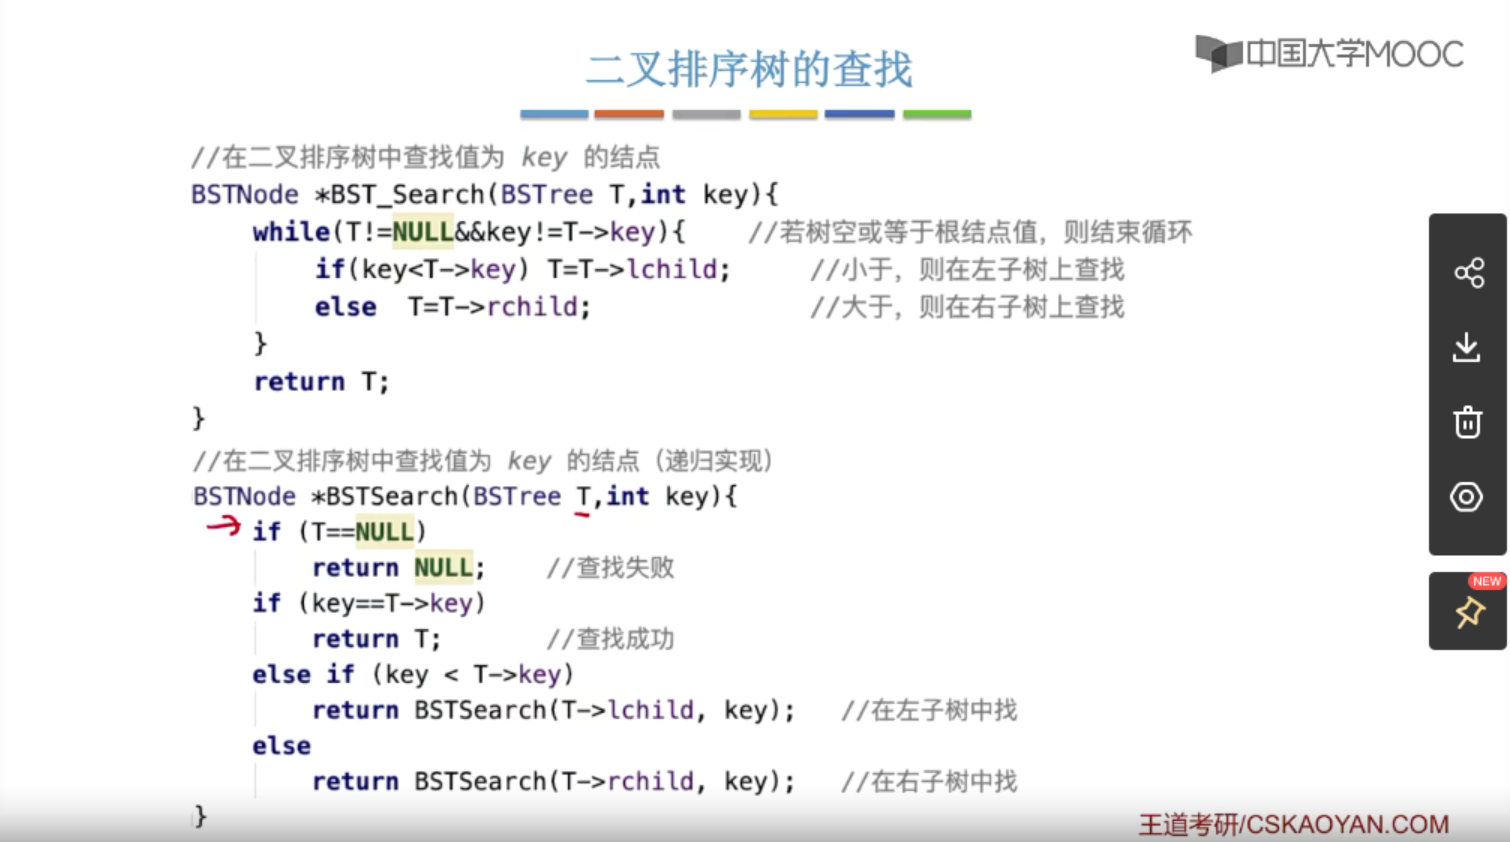 中国大学MOOC
二叉排序树的查找
//在二叉排序树中查找值为 key 的结点
BSTNode *BST_Search(BSTree T,int key){
while(T!=NULL&&key!=T->key){ //若树空或等于根结点值，则结束循环
if(key<T->key) T=T->lchild; //小于，则在左子树上查找
else T=T->rchild; //大于，则在右子树上查找
}
return T;
}
//在二叉排序树中查找值为 key 的结点（递归实现）
BSTNode *BSTSearch(BSTree T,int key){
if (T==NULL)
return NULL; //查找失败
if (key==T->key)
return T; //查找成功
else if (key < T->key)
return BSTSearch(T->lchild, key); //在左子树中找
else
return BSTSearch(T->rchild, key); //在右子树中找
}
NEW
王道考研/CSKAOYAN.COM